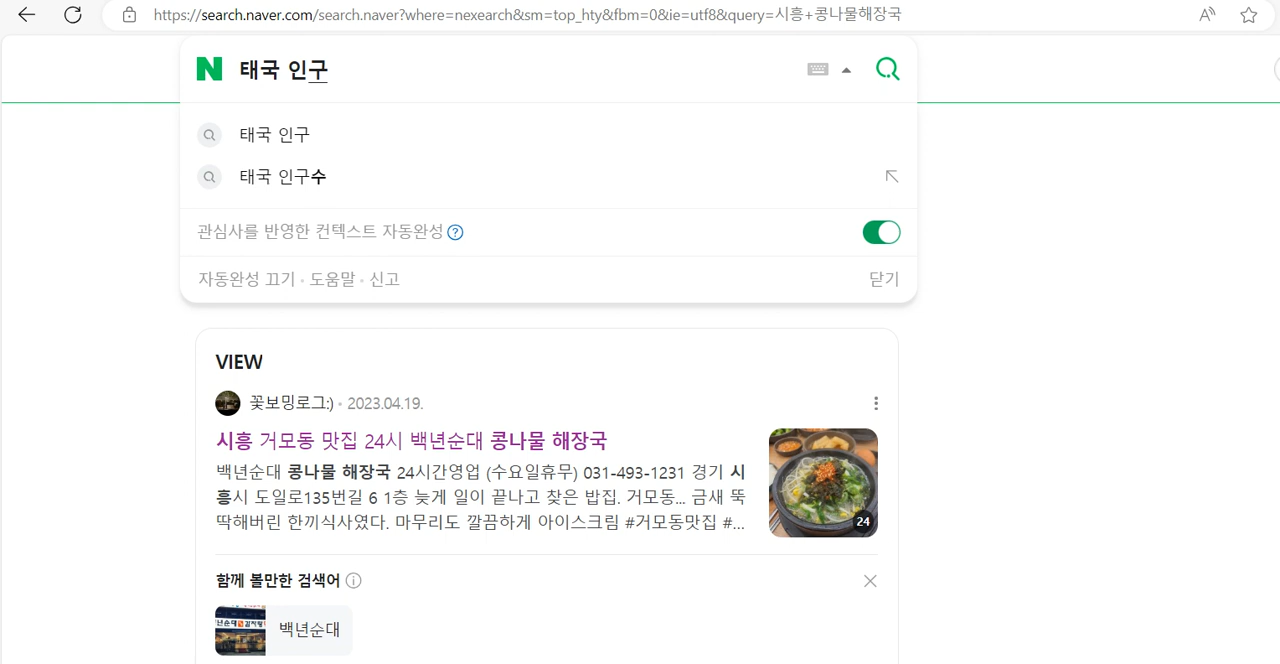 https://search.naver.com/search.naver?where=nexearch&sm=top_hty&fbm=0&ie=utf8&query=시흥+콩나물해장국
N 태국 인구
태국 인구
태국 인구수
관심사를 반영한 컨텍스트 자동완성
자동완성 끄기 • 도움말 • 신고 닫기
VIEW
꽃보밍로그:) • 2023.04.19.
시흥 거모동 맛집 24시 백년순대 콩나물 해장국
백년순대 콩나물 해장국 24시간영업 (수요일휴무) 031-493-1231 경기 시
흥시 도일로135번길 6 1층 늦게 일이 끝나고 찾은 밥집. 거모동... 금새 뚝
딱해버린 한끼식사였다. 마무리도 깔끔하게 아이스크림 #거모동맛집 #...
24
함께 볼만한 검색어
백년순대